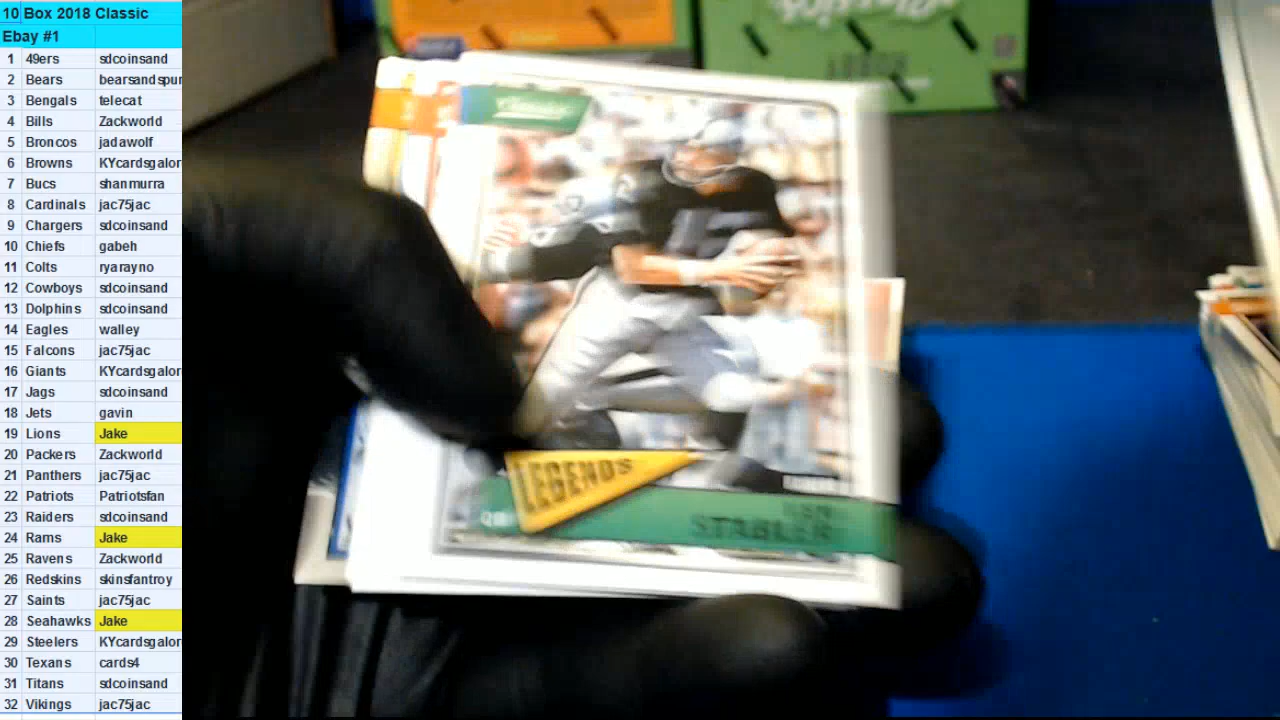 10 Box 2018 Classic
Ebay #1
1 49ers sdcoinsand
2 Bears bearsandspur
3 Bengals telecat
4 Bills Zackworld
5 Broncos jadawolf
6 Browns KYcardsgalor
7 Bucs shanmurra
8 Cardinals jac75jac
9 Chargers sdcoinsand
10 Chiefs gabeh
11 Colts ryarayno
12 Cowboys sdcoinsand
13 Dolphins sdcoinsand
14 Eagles walley
15 Falcons jac75jac
16 Giants KYcardsgalor
17 Jags sdcoinsand
18 Jets gavin
19 Lions Jake
20 Packers Zackworld
21 Panthers jac75jac
22 Patriots Patriotsfan
23 Raiders sdcoinsand
24 Rams Jake
25 Ravens Zackworld
26 Redskins skinsfantroy
27 Saints jac75jac
28 Seahawks Jake
29 Steelers KYcardsgalor
30 Texans cards4
31 Titans sdcoinsand
32 Vikings jac75jac
Classics
LEGENDS
QB
STABLER